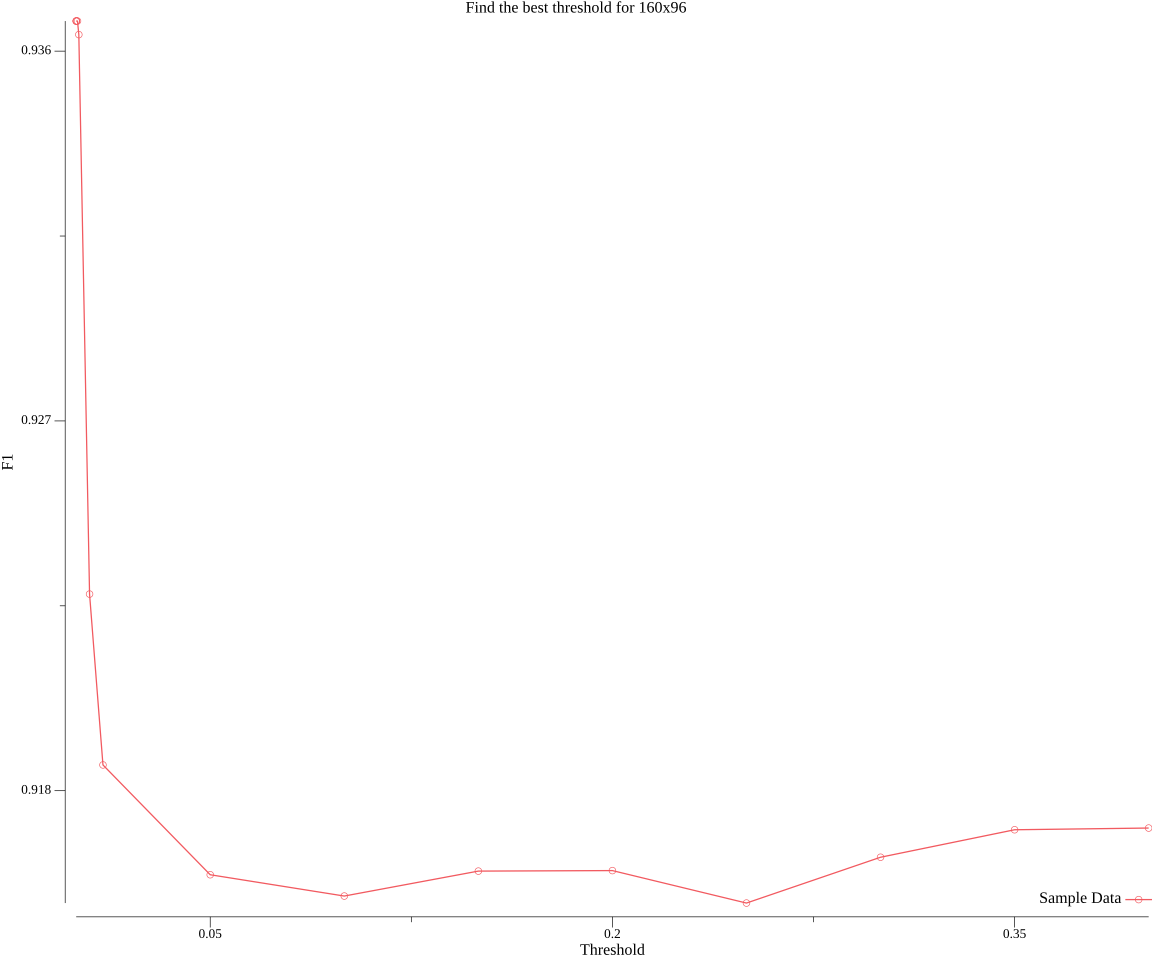 Find the best threshold for 160x96
0.936
0.927
F1
0.918
Sample Data
0.05
0.2
0.35
Threshold